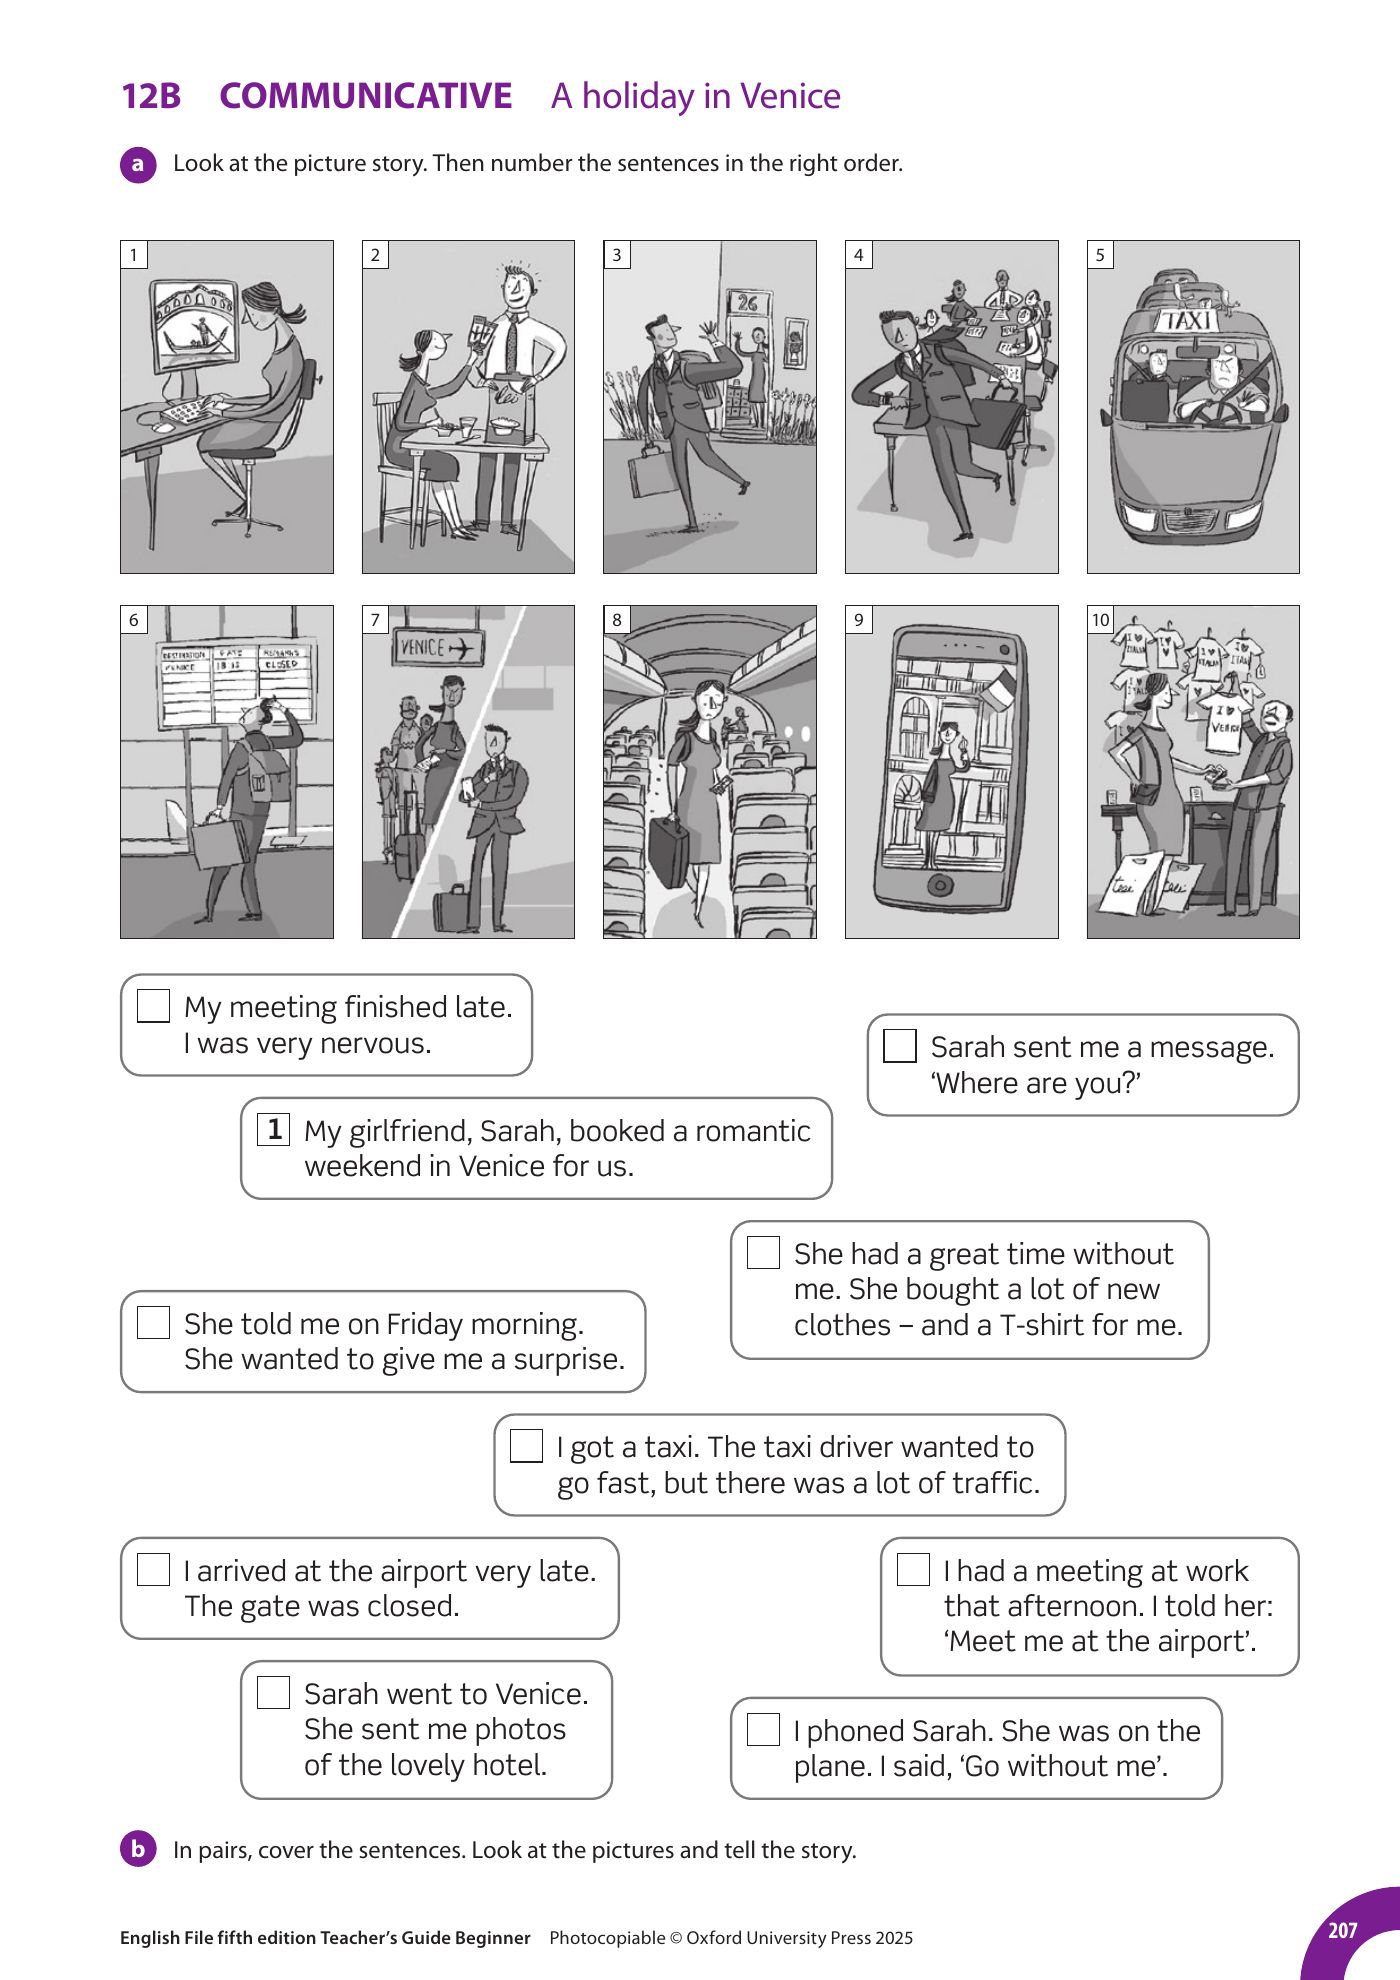 12B COMMUNICATIVE A holiday in Venice
a Look at the picture story. Then number the sentences in the right order.
1
2
3
26
4
5
TAXI
6
DESTINATION GATE REMARKS
VENICE 18 CLOSED
7
VENICE
8
9
10
I ITALIA
I
I ITALIA
I ITALIA
I VENICE
My meeting finished late.
I was very nervous.
Sarah sent me a message.
‘Where are you?’
1 My girlfriend, Sarah, booked a romantic
weekend in Venice for us.
She had a great time without
me. She bought a lot of new
clothes – and a T-shirt for me.
She told me on Friday morning.
She wanted to give me a surprise.
I got a taxi. The taxi driver wanted to
go fast, but there was a lot of traffic.
I arrived at the airport very late.
The gate was closed.
I had a meeting at work
that afternoon. I told her:
‘Meet me at the airport’.
Sarah went to Venice.
She sent me photos
of the lovely hotel.
I phoned Sarah. She was on the
plane. I said, ‘Go without me’.
b In pairs, cover the sentences. Look at the pictures and tell the story.
English File fifth edition Teacher’s Guide Beginner Photocopiable © Oxford University Press 2025
207